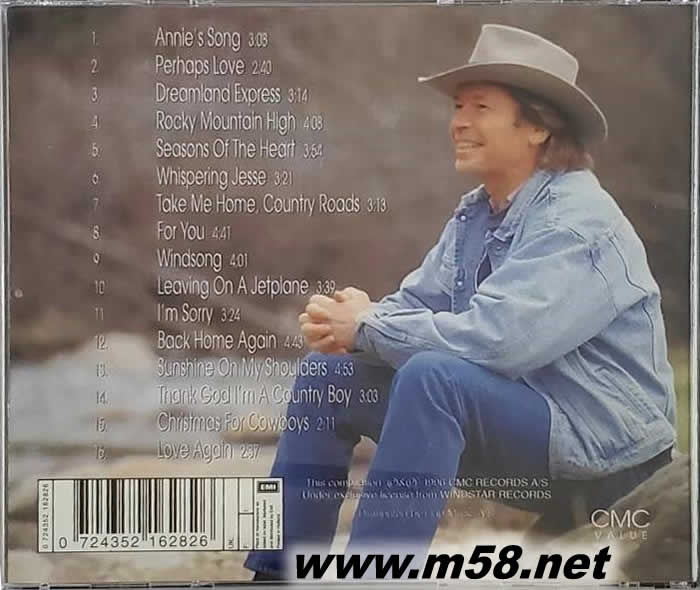 1. Annie's Song 3:08
2. Perhaps Love 2:40
3. Dreamland Express 3:14
4. Rocky Mountain High 4:08
5. Seasons Of The Heart 3:54
6. Whispering Jesse 3:21
7. Take Me Home, Country Roads 3:13
8. For You 4:41
9. Windsong 4:01
10. Leaving On A Jetplane 3:39
11. I'm Sorry 3:24
12. Back Home Again 4:43
13. Sunshine On My Shoulders 4:53
14. Thank God I'm A Country Boy 3:03
15. Christmas For Cowboys 2:11
16. Love Again 2:37
This compilation 1996 CMC RECORDS A/S
Under exclusive license from WINDSTAR RECORDS
CMC
VALUE
0 724352 162826
0 724352 162826
EMI
UK:
F:
www.m58.net